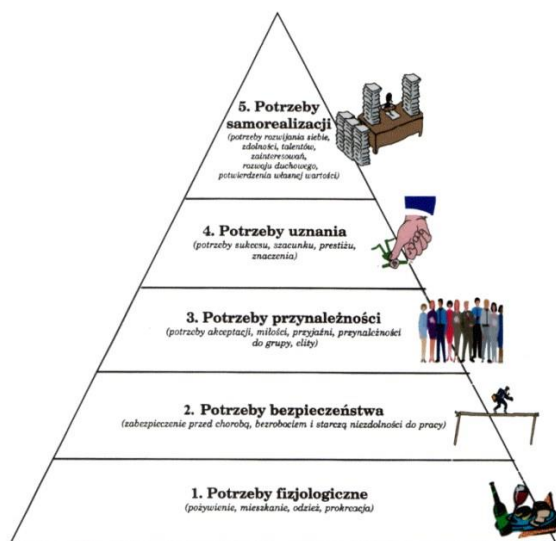 5. Potrzeby
samorealizacji
(potrzeby rozwijania siebie,
zdolności, talentów,
zainteresowań,
rozwoju duchowego,
potwierdzenia własnej wartości)
4. Potrzeby uznania
(potrzeby sukcesu, szacunku, prestiżu,
znaczenia)
3. Potrzeby przynależności
(potrzeby akceptacji, miłości, przyjaźni, przynależności
do grupy, elity)
2. Potrzeby bezpieczeństwa
(zabezpieczenie przed chorobą, bezrobociem i starczą niezdolności do pracy)
1. Potrzeby fizjologiczne
(pożywienie, mieszkanie, odzież, prokreacja)